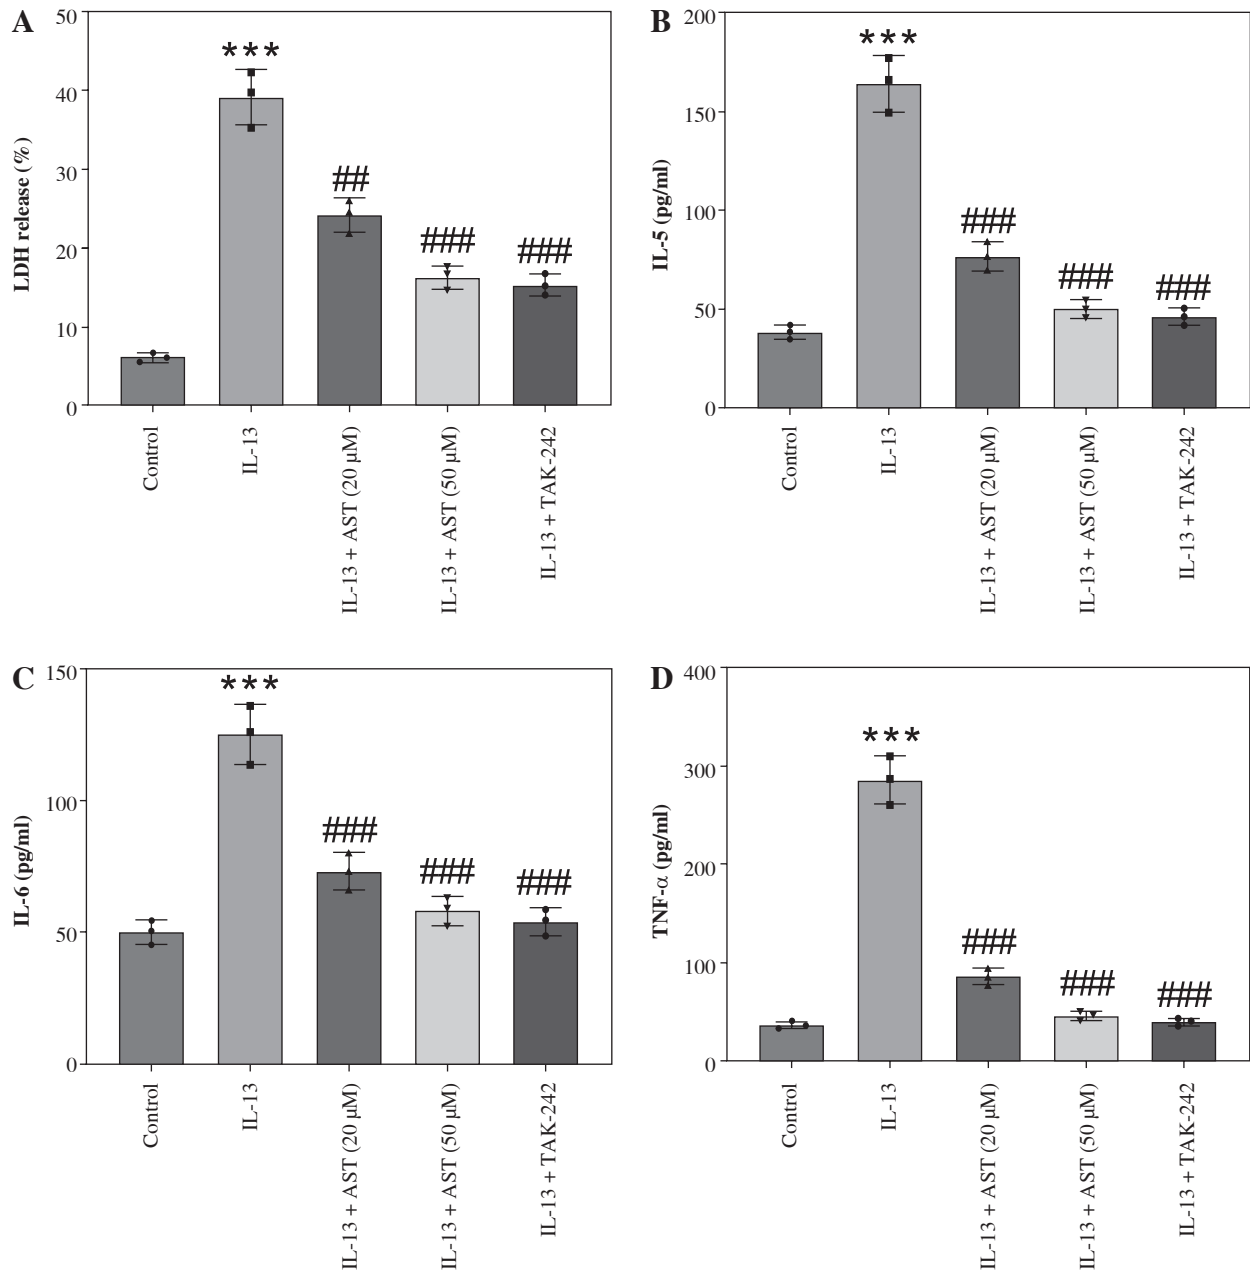 A
LDH release (%)
50
40
30
20
10
0
***
##
###
###
Control
IL-13
IL-13 + AST (20 µM)
IL-13 + AST (50 µM)
IL-13 + TAK-242
B
IL-5 (pg/ml)
200
150
100
50
0
***
###
###
###
Control
IL-13
IL-13 + AST (20 µM)
IL-13 + AST (50 µM)
IL-13 + TAK-242
C
IL-6 (pg/ml)
150
100
50
0
***
###
###
###
Control
IL-13
IL-13 + AST (20 µM)
IL-13 + AST (50 µM)
IL-13 + TAK-242
D
TNF-α (pg/ml)
400
300
200
100
0
***
###
###
###
Control
IL-13
IL-13 + AST (20 µM)
IL-13 + AST (50 µM)
IL-13 + TAK-242